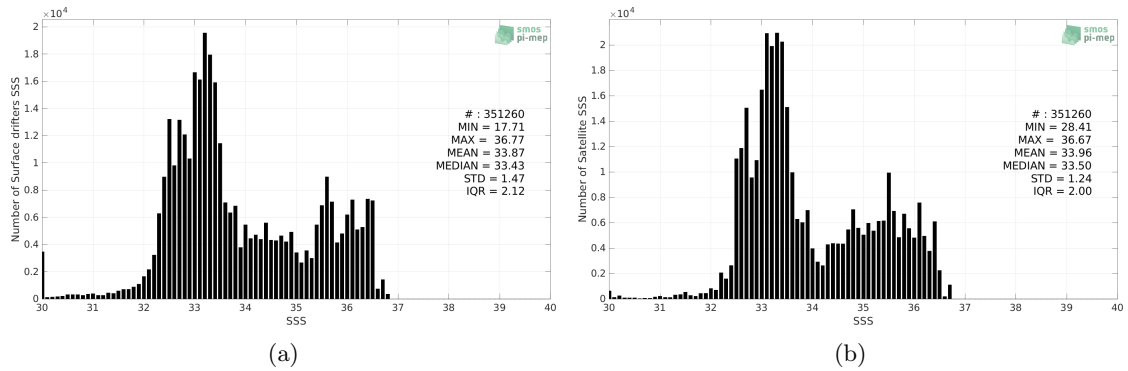 ×10⁴
2
1.8
1.6
1.4
1.2
1
0.8
0.6
0.4
0.2
0
Number of Surface drifters SSS
smos
pi-mep
# : 351260
MIN = 17.71
MAX = 36.77
MEAN = 33.87
MEDIAN = 33.43
STD = 1.47
IQR = 2.12
30 31 32 33 34 35 36 37 38 39 40
SSS
(a)
×10⁴
2
1.8
1.6
1.4
1.2
1
0.8
0.6
0.4
0.2
0
Number of Satellite SSS
smos
pi-mep
# : 351260
MIN = 28.41
MAX = 36.67
MEAN = 33.96
MEDIAN = 33.50
STD = 1.24
IQR = 2.00
30 31 32 33 34 35 36 37 38 39 40
SSS
(b)